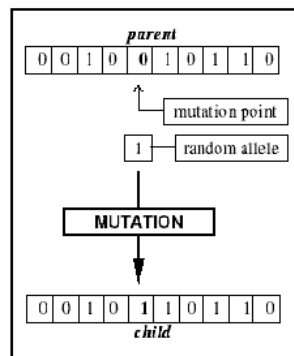 parent
0 0 1 0 0 1 0 1 1 0
mutation point
1 random allele
MUTATION
0 0 1 0 1 1 0 1 1 0
child